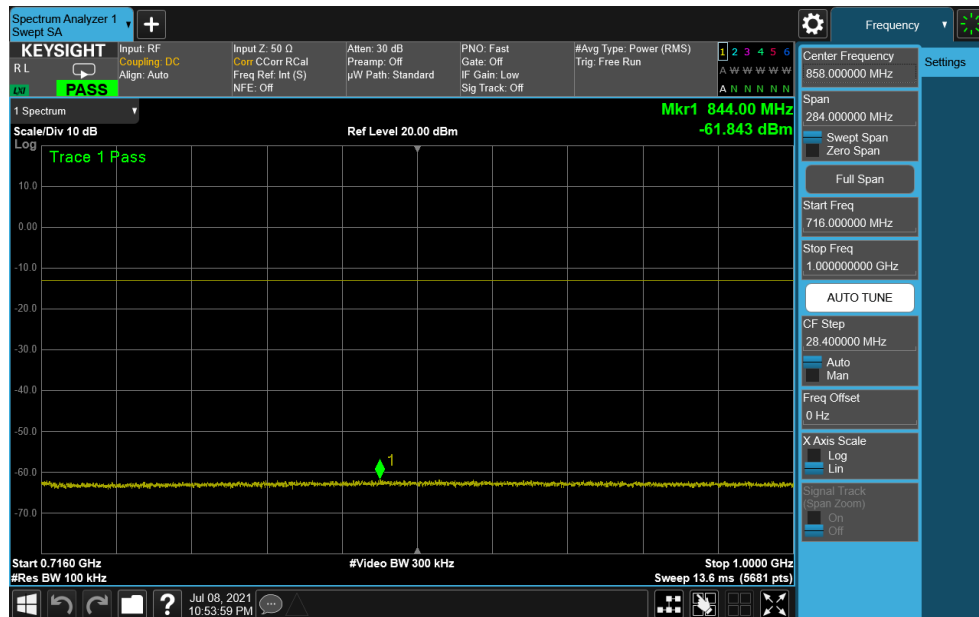 Spectrum Analyzer 1
Swept SA
Frequency
KEYSIGHT
R L
LXI
PASS
Input: RF
Coupling: DC
Align: Auto
Input Z: 50 Ω
Corr CCorr RCal
Freq Ref: Int (S)
NFE: Off
Atten: 30 dB
Preamp: Off
µW Path: Standard
PNO: Fast
Gate: Off
IF Gain: Low
Sig Track: Off
#Avg Type: Power (RMS)
Trig: Free Run
1 2 3 4 5 6
A W W W W W
A N N N N N
1 Spectrum
Scale/Div 10 dB
Log
Ref Level 20.00 dBm
Mkr1 844.00 MHz
-61.843 dBm
Trace 1 Pass
10.0
0.00
-10.0
-20.0
-30.0
-40.0
-50.0
-60.0
-70.0
1
Start 0.7160 GHz
#Res BW 100 kHz
#Video BW 300 kHz
Stop 1.0000 GHz
Sweep 13.6 ms (5681 pts)
Center Frequency
858.000000 MHz
Settings
Span
284.000000 MHz
Swept Span
Zero Span
Full Span
Start Freq
716.000000 MHz
Stop Freq
1.000000000 GHz
AUTO TUNE
CF Step
28.400000 MHz
Auto
Man
Freq Offset
0 Hz
X Axis Scale
Log
Lin
Signal Track
(Span Zoom)
On
Off
?
Jul 08, 2021
10:53:59 PM